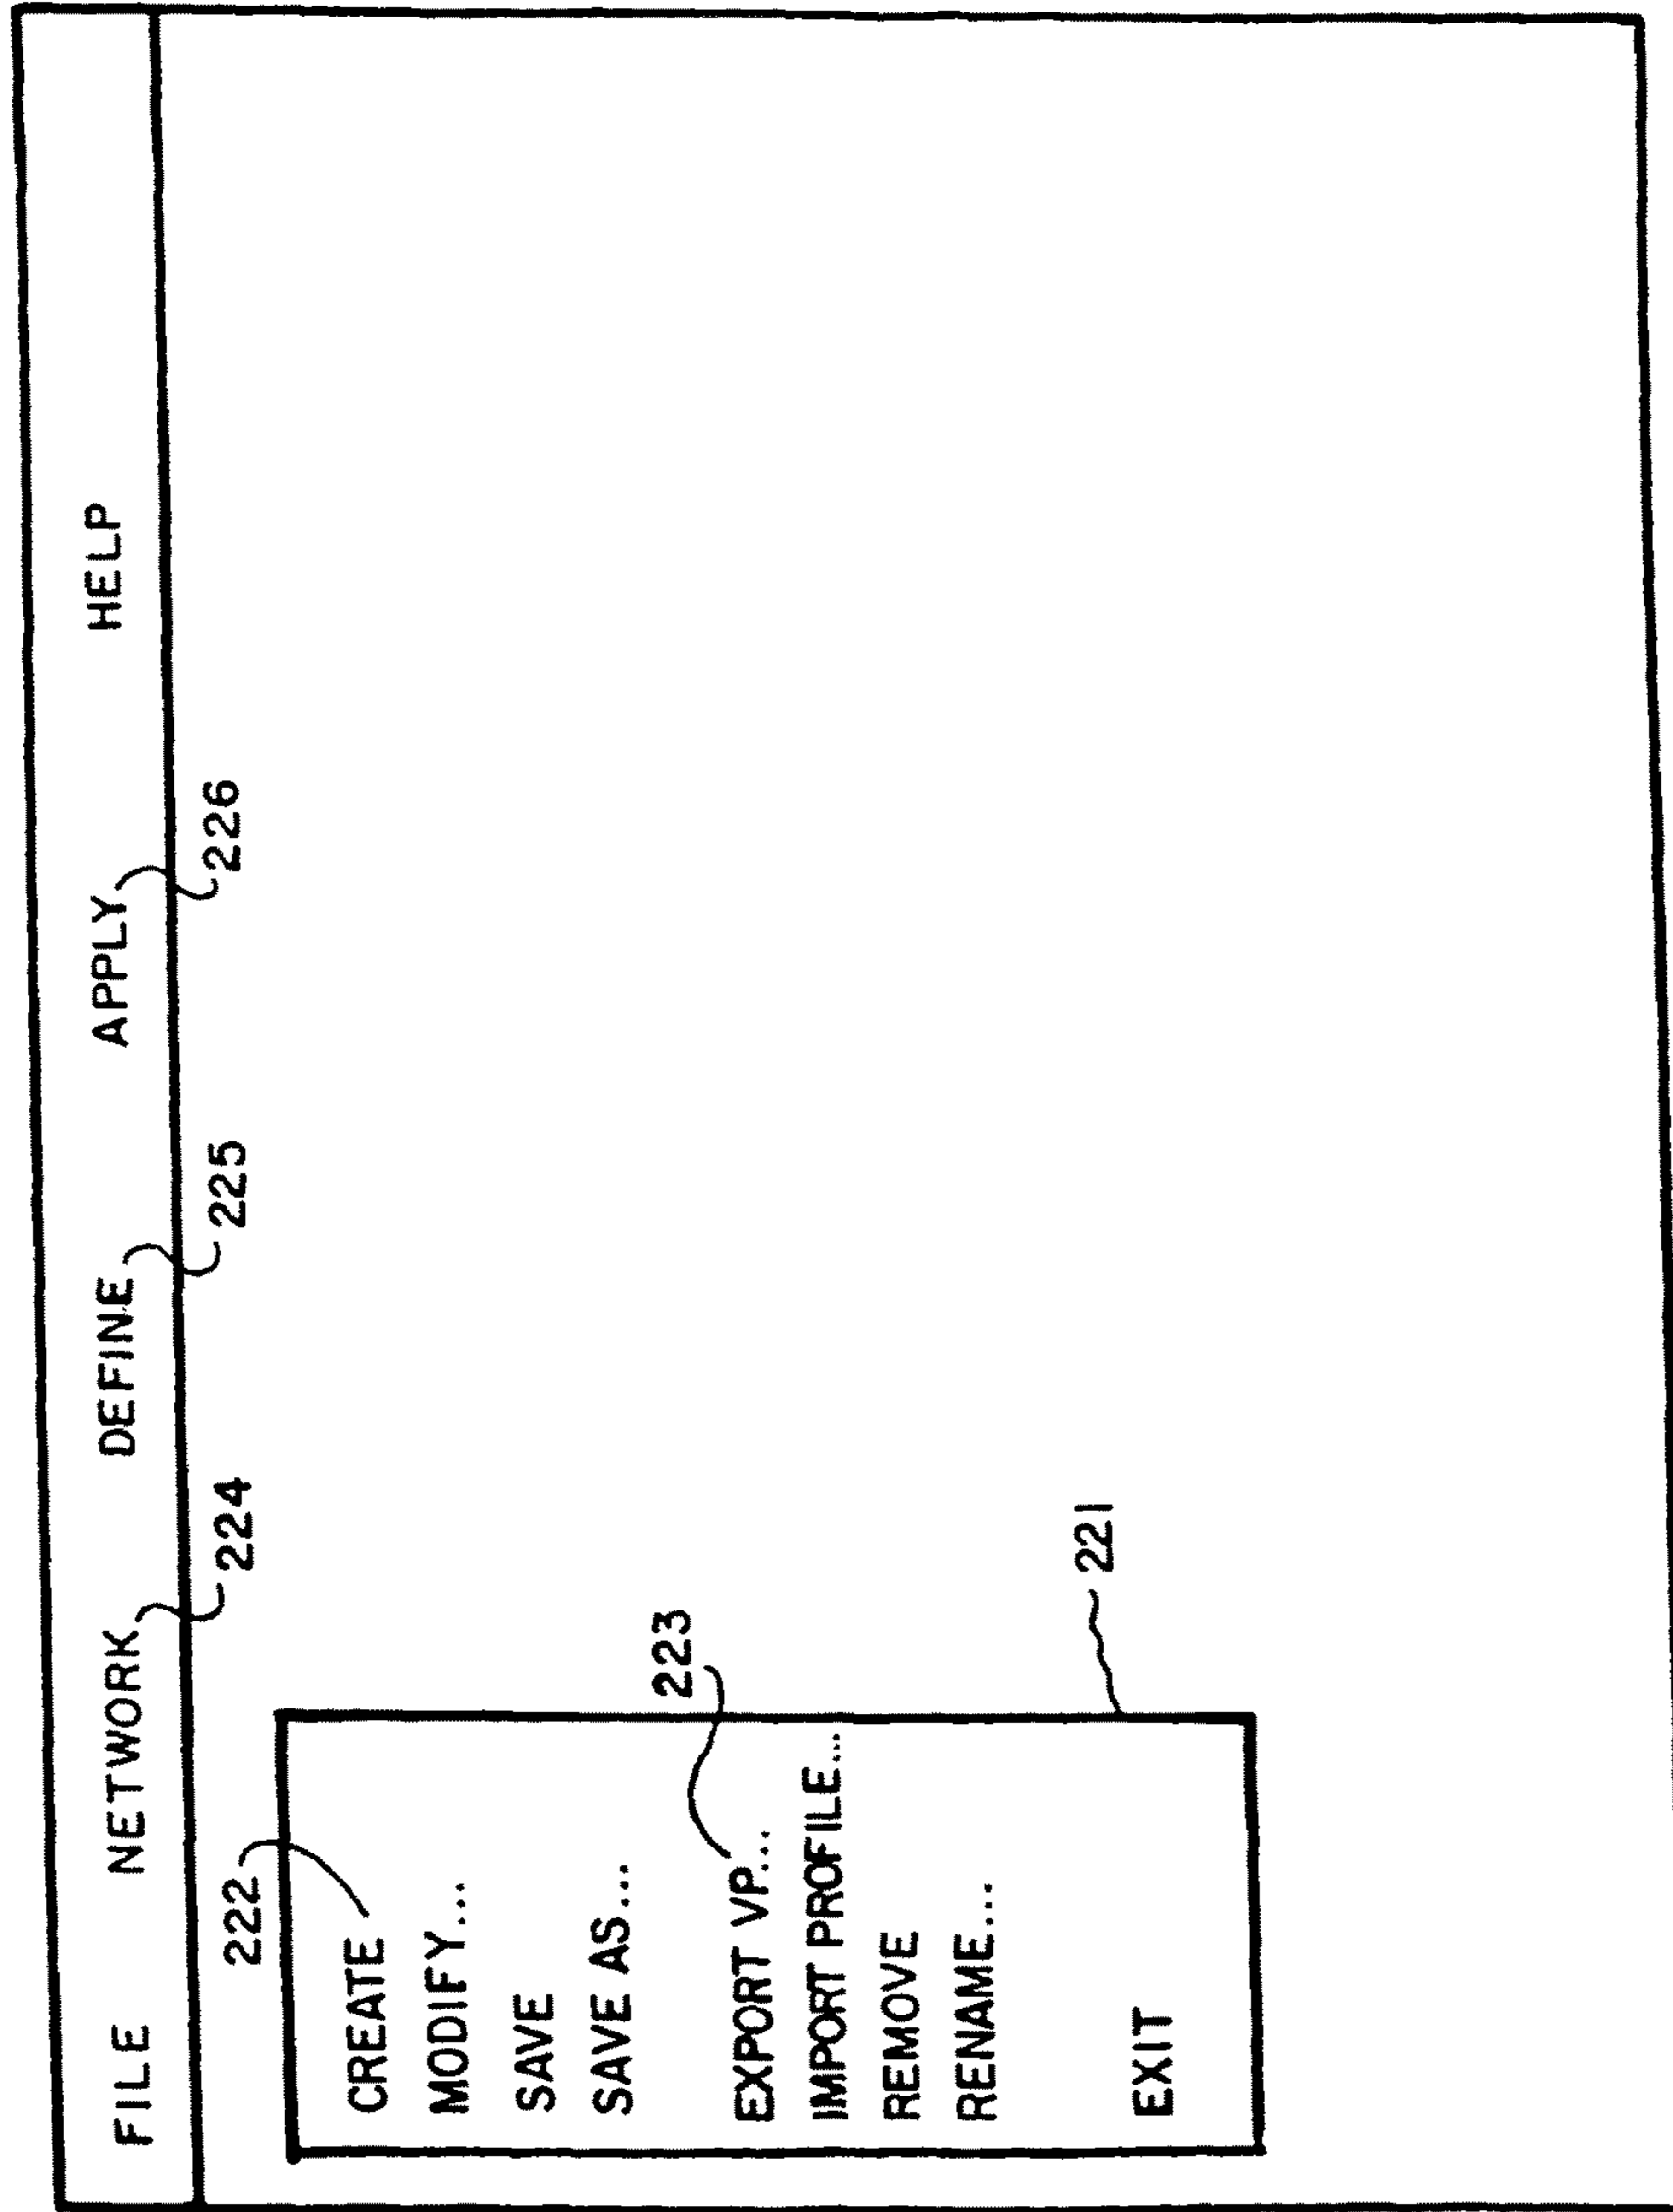 FILE NETWORK DEFINE APPLY HELP
224 225 226
222
CREATE
MODIFY...
SAVE
SAVE AS...
223
EXPORT VP...
IMPORT PROFILE...
REMOVE
RENAME...
221
EXIT